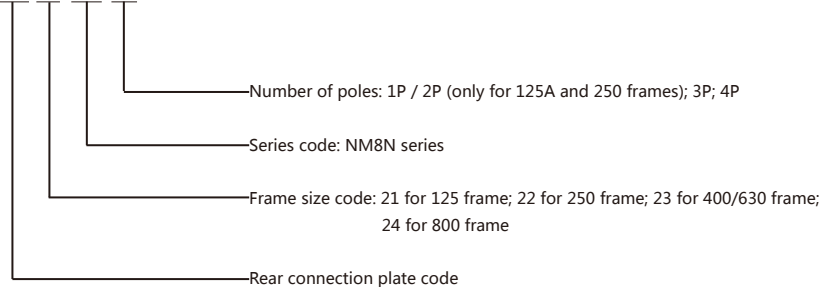 Number of poles: 1P / 2P (only for 125A and 250 frames); 3P; 4P
Series code: NM8N series
Frame size code: 21 for 125 frame; 22 for 250 frame; 23 for 400/630 frame;
24 for 800 frame
Rear connection plate code